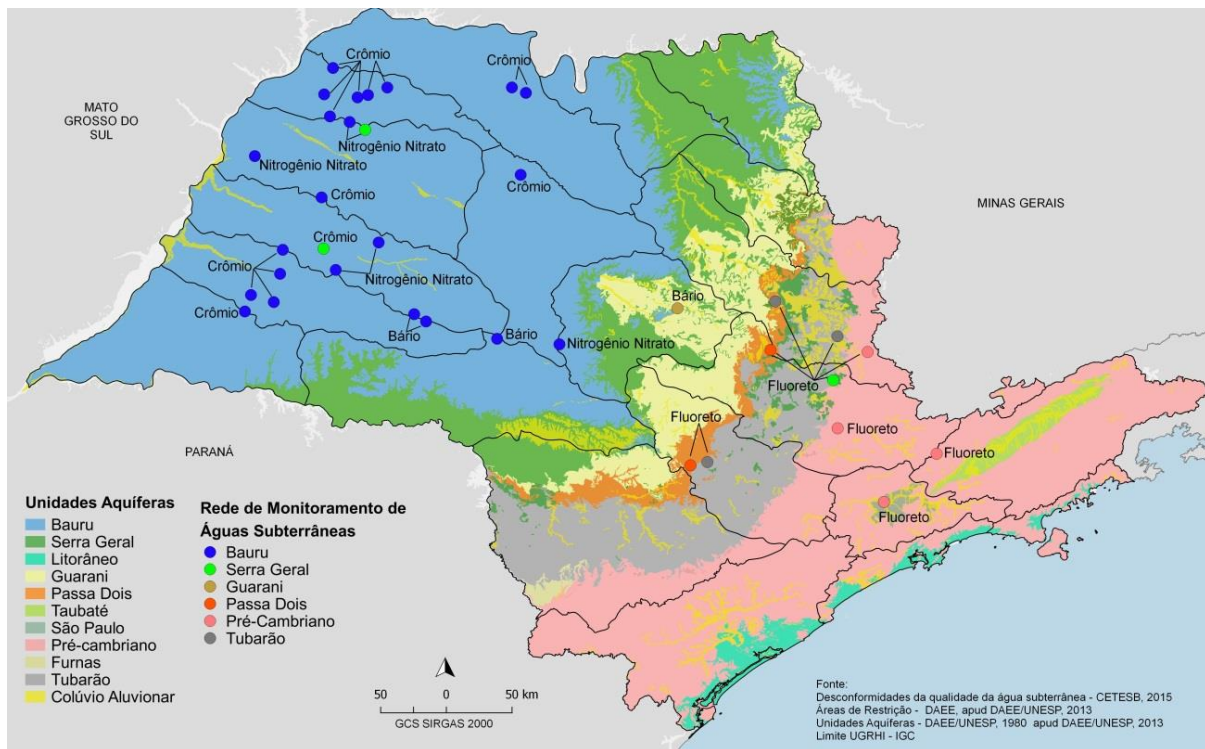 Crômio
Crômio
MATO
GROSSO DO
SUL
Nitrogênio Nitrato
Nitrogênio Nitrato
Crômio
Crômio
MINAS GERAIS
Crômio
Crômio
Nitrogênio Nitrato
Crômio
Bário
Bário
Bário
Nitrogênio Nitrato
Fluoreto
Fluoreto
Fluoreto
Fluoreto
PARANÁ
Fluoreto
Unidades Aquíferas
Bauru
Serra Geral
Litorâneo
Guarani
Passa Dois
Taubaté
São Paulo
Pré-cambriano
Furnas
Tubarão
Colúvio Aluvionar
Rede de Monitoramento de
Águas Subterrâneas
Bauru
Serra Geral
Guarani
Passa Dois
Pré-Cambriano
Tubarão
50 0 50 km
GCS SIRGAS 2000
Fonte:
Desconformidades da qualidade da água subterrânea - CETESB, 2015
Áreas de Restrição - DAEE, apud DAEE/UNESP, 2013
Unidades Aquíferas - DAEE/UNESP, 1980 apud DAEE/UNESP, 2013
Limite UGRHI - IGC